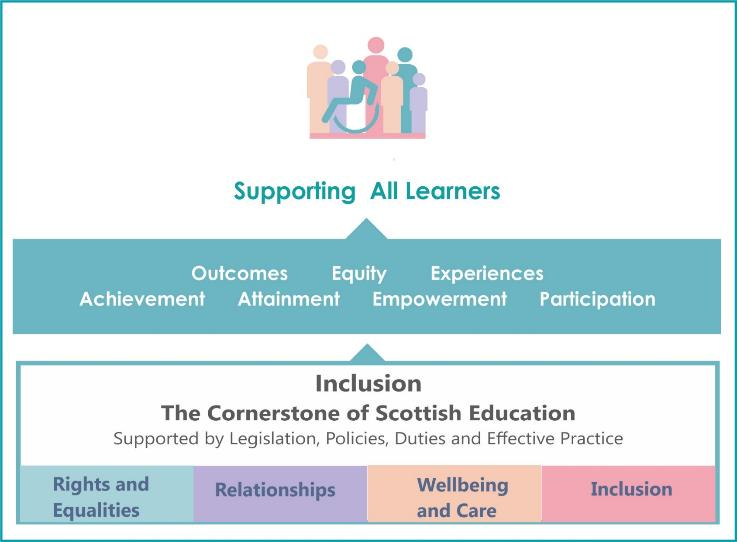 Supporting All Learners
Outcomes Equity Experiences
Achievement Attainment Empowerment Participation
Inclusion
The Cornerstone of Scottish Education
Supported by Legislation, Policies, Duties and Effective Practice
Rights and
Equalities
Relationships
Wellbeing
and Care
Inclusion